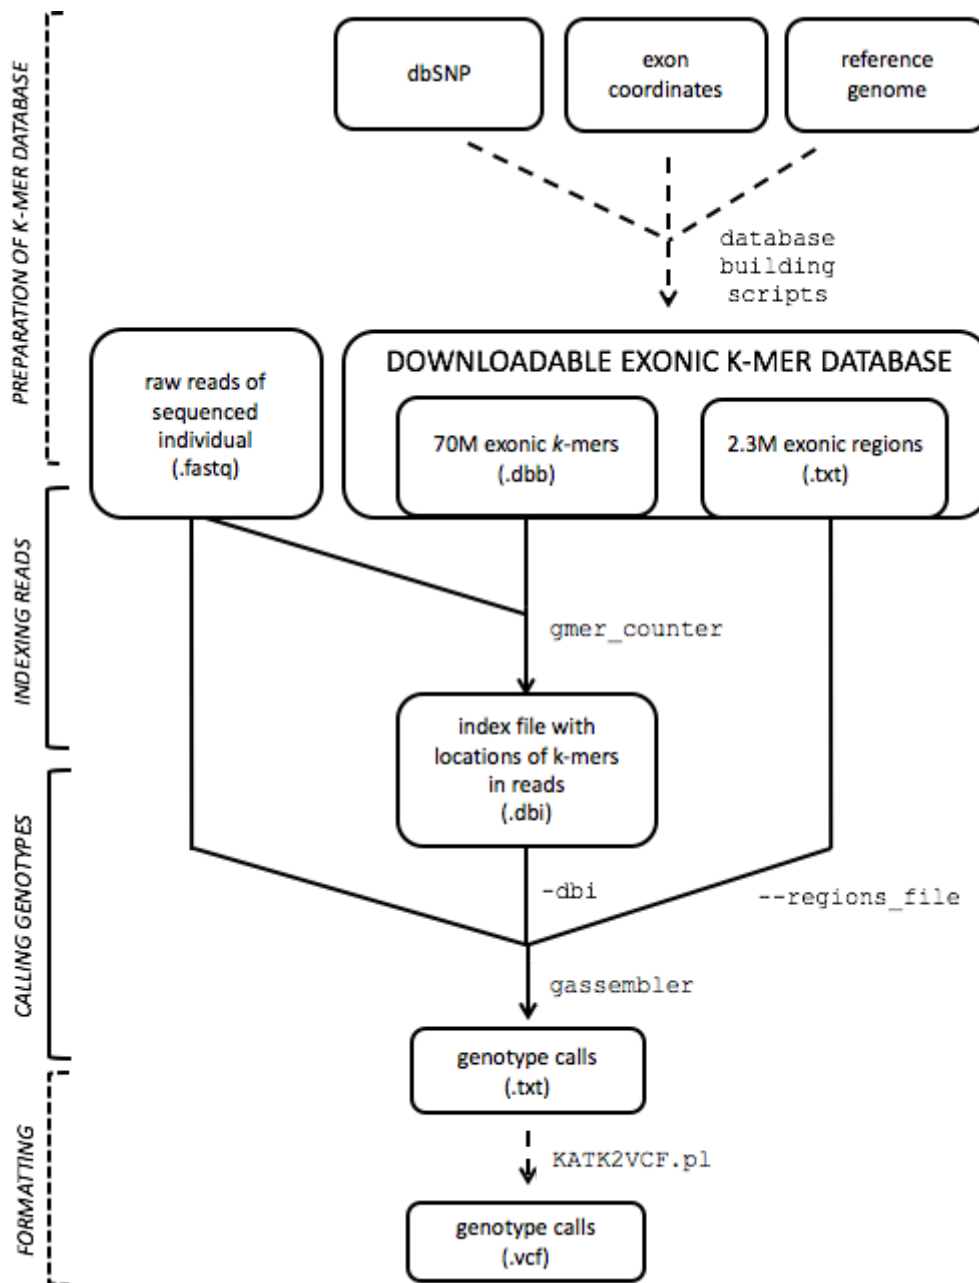 PREPARATION OF K-MER DATABASE
dbSNP
exon
coordinates
reference
genome
database
building
scripts
raw reads of
sequenced
individual
(.fastq)
DOWNLOADABLE EXONIC K-MER DATABASE
70M exonic k-mers
(.dbb)
2.3M exonic regions
(.txt)
INDEXING READS
gmer_counter
index file with
locations of k-mers
in reads
(.dbi)
CALLING GENOTYPES
-dbi
--regions_file
gassembler
genotype calls
(.txt)
FORMATTING
KATK2VCF.pl
genotype calls
(.vcf)